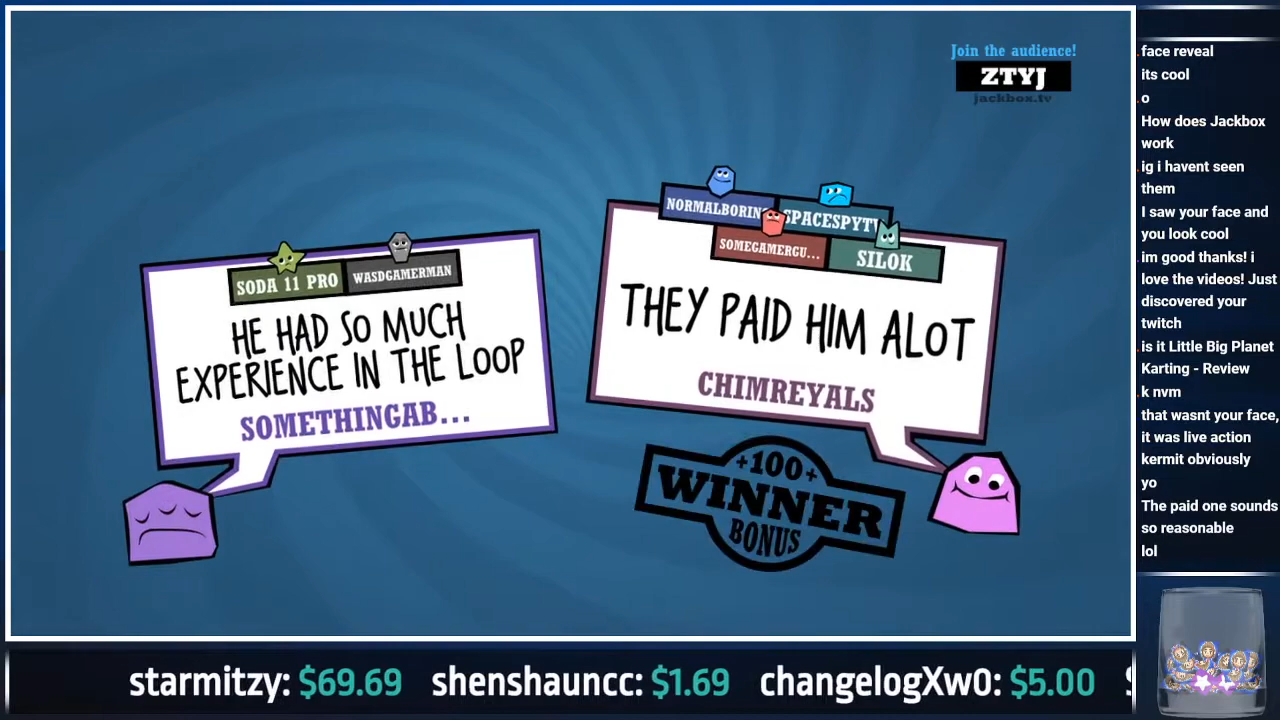 Join the audience!
ZTYJ
jackbox.tv
SODA 11 PRO
WASDGAMERMAN
HE HAD SO MUCH
EXPERIENCE IN THE LOOP
SOMETHINGAB...
NORMALBORING
SPACESPYTV
SOMEGAMERGU...
SILOK
THEY PAID HIM ALOT
CHIMREYALS
+100+
WINNER
BONUS
face reveal
its cool
o
How does Jackbox
work
ig i havent seen
them
I saw your face and
you look cool
im good thanks! i
love the videos! Just
discovered your
twitch
is it Little Big Planet
Karting - Review
k nvm
that wasnt your face,
it was live action
kermit obviously
yo
The paid one sounds
so reasonable
lol
starmitzy: $69.69 shenshauncc: $1.69 changelogXw0: $5.00